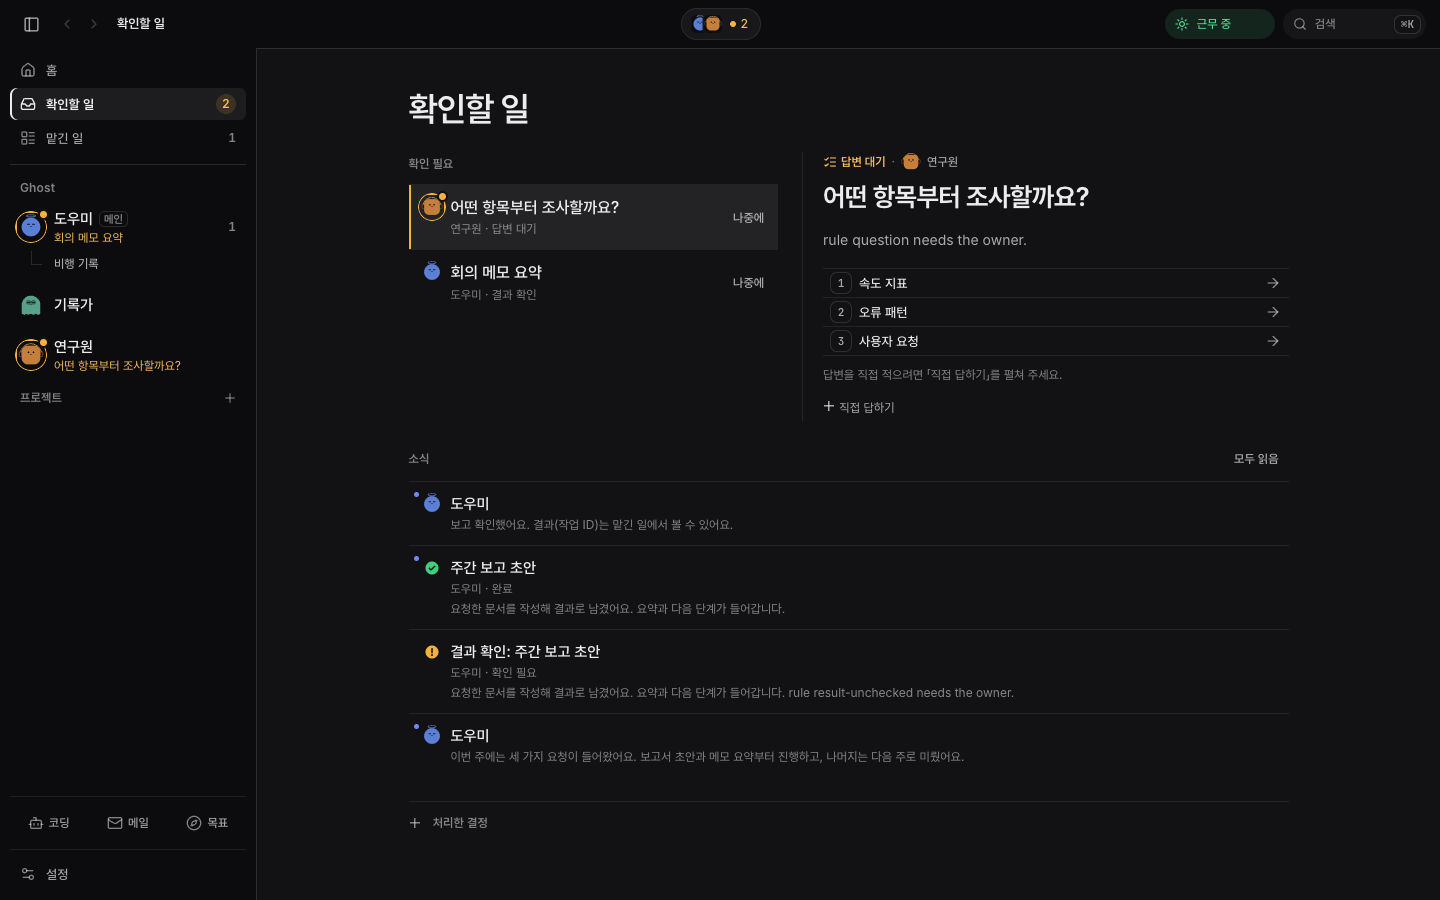 확인할 일
2
근무 중
검색
⌘K
홈
확인할 일
2
맡긴 일
1
Ghost
도우미
메인
회의 메모 요약
1
비행 기록
기록가
연구원
어떤 항목부터 조사할까요?
프로젝트
코딩
메일
목표
설정
확인할 일
확인 필요
어떤 항목부터 조사할까요?
연구원 · 답변 대기
나중에
회의 메모 요약
도우미 · 결과 확인
나중에
답변 대기 · 연구원
어떤 항목부터 조사할까요?
rule question needs the owner.
1 속도 지표
2 오류 패턴
3 사용자 요청
답변을 직접 적으려면 「직접 답하기」를 펼쳐 주세요.
직접 답하기
소식
모두 읽음
도우미
보고 확인했어요. 결과(작업 ID)는 맡긴 일에서 볼 수 있어요.
주간 보고 초안
도우미 · 완료
요청한 문서를 작성해 결과로 남겼어요. 요약과 다음 단계가 들어갑니다.
결과 확인: 주간 보고 초안
도우미 · 확인 필요
요청한 문서를 작성해 결과로 남겼어요. 요약과 다음 단계가 들어갑니다. rule result-unchecked needs the owner.
도우미
이번 주에는 세 가지 요청이 들어왔어요. 보고서 초안과 메모 요약부터 진행하고, 나머지는 다음 주로 미뤘어요.
처리한 결정